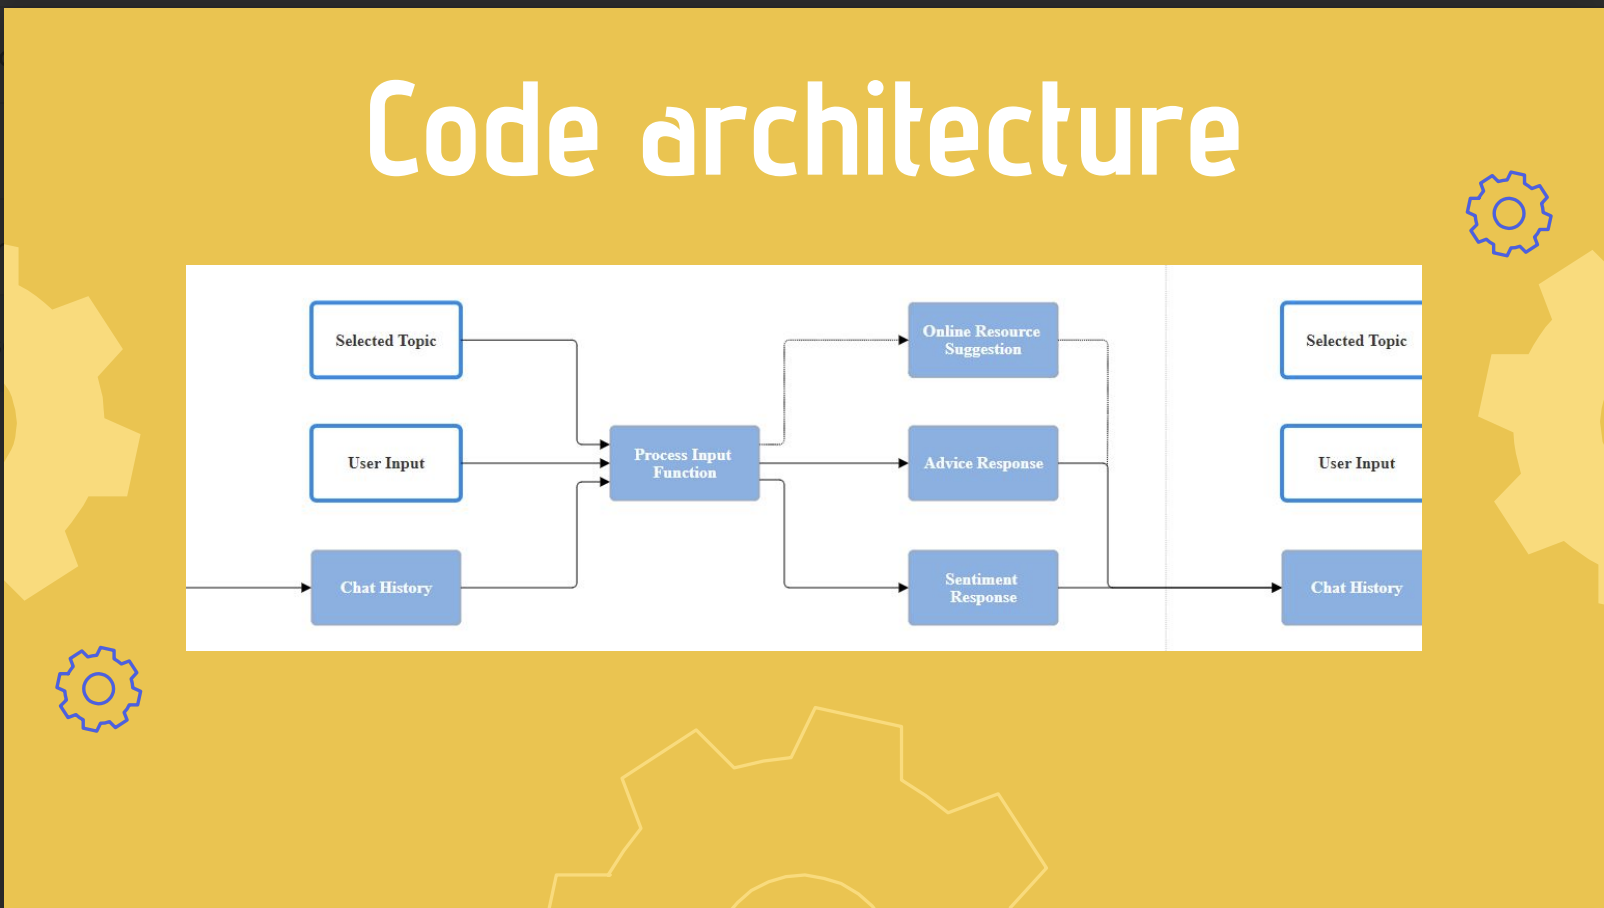 Code architecture
Selected Topic
User Input
Chat History
Process Input
Function
Online Resource
Suggestion
Advice Response
Sentiment
Response
Selected Topic
User Input
Chat History